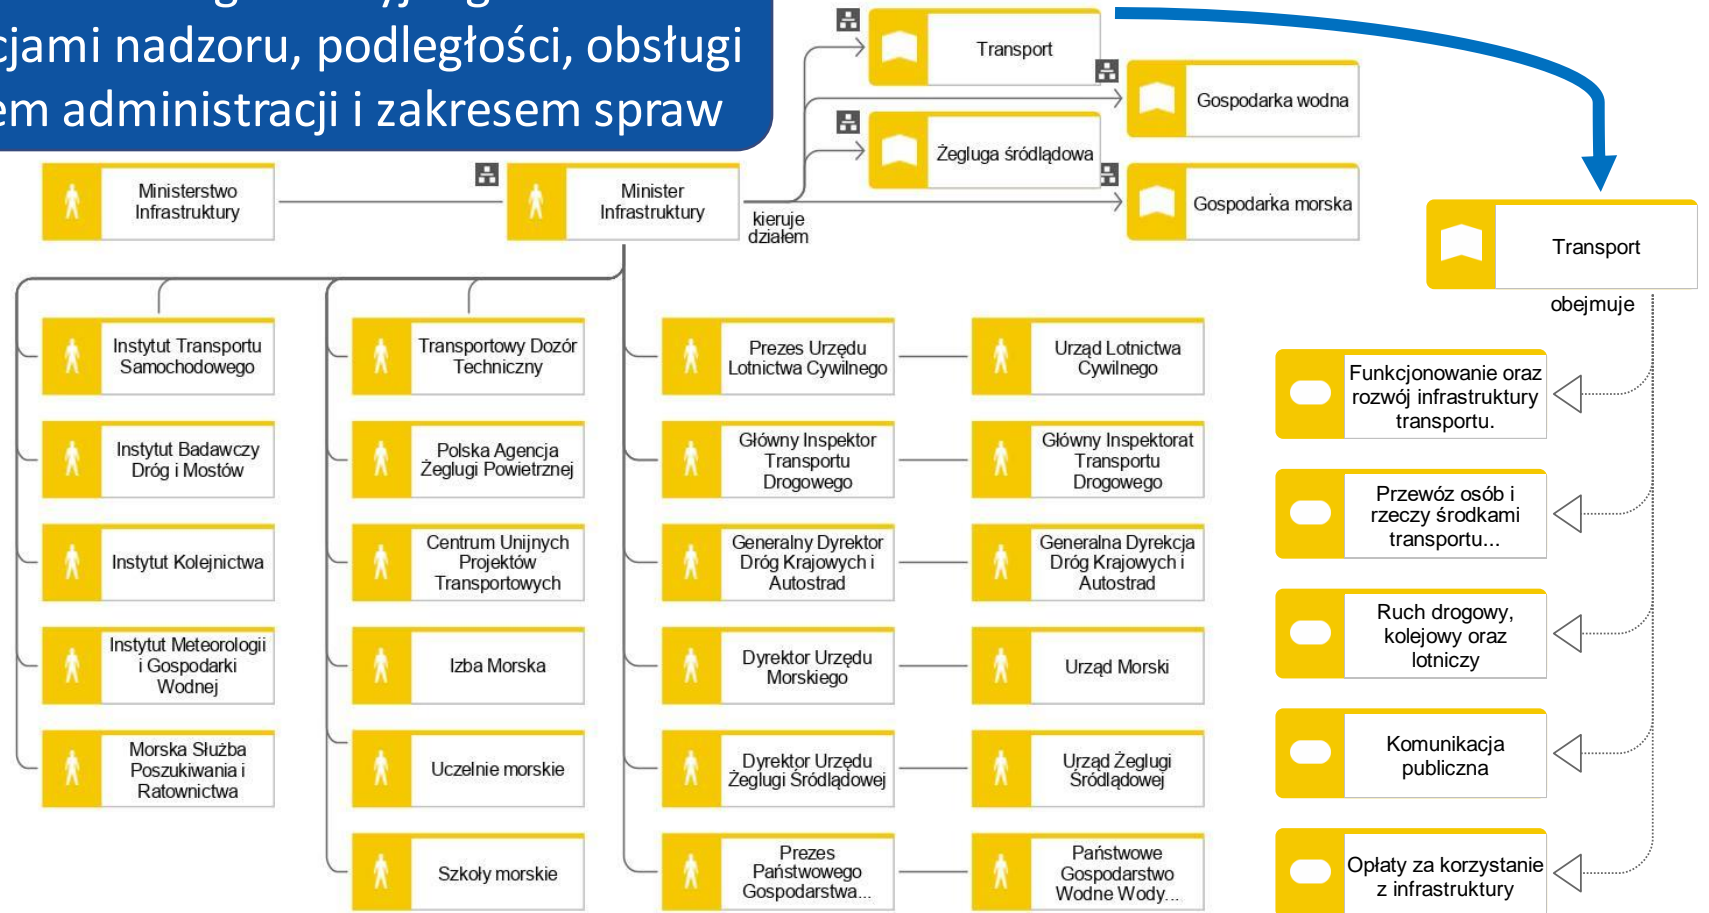 nadzoru, podległości, obsługi
administracji i zakresem spraw
Transport
Gospodarka wodna
Żegluga śródlądowa
Gospodarka morska
Ministerstwo
Infrastruktury
Minister
Infrastruktury
kieruje
działem
Transport
obejmuje
Instytut Transportu
Samochodowego
Transportowy Dozór
Techniczny
Prezes Urzędu
Lotnictwa Cywilnego
Urząd Lotnictwa
Cywilnego
Instytut Badawczy
Dróg i Mostów
Polska Agencja
Żeglugi Powietrznej
Główny Inspektor
Transportu
Drogowego
Główny Inspektorat
Transportu
Drogowego
Instytut Kolejnictwa
Centrum Unijnych
Projektów
Transportowych
Generalny Dyrektor
Dróg Krajowych i
Autostrad
Generalna Dyrekcja
Dróg Krajowych i
Autostrad
Instytut Meteorologii
i Gospodarki
Wodnej
Izba Morska
Dyrektor Urzędu
Morskiego
Urząd Morski
Morska Służba
Poszukiwania i
Ratownictwa
Uczelnie morskie
Dyrektor Urzędu
Żeglugi Śródlądowej
Urząd Żeglugi
Śródlądowej
Szkoły morskie
Prezes
Państwowego
Gospodarstwa...
Państwowe
Gospodarstwo
Wodne Wody...
Funkcjonowanie oraz
rozwój infrastruktury
transportu.
Przewóz osób i
rzeczy środkami
transportu...
Ruch drogowy,
kolejowy oraz
lotniczy
Komunikacja
publiczna
Opłaty za korzystanie
z infrastruktury